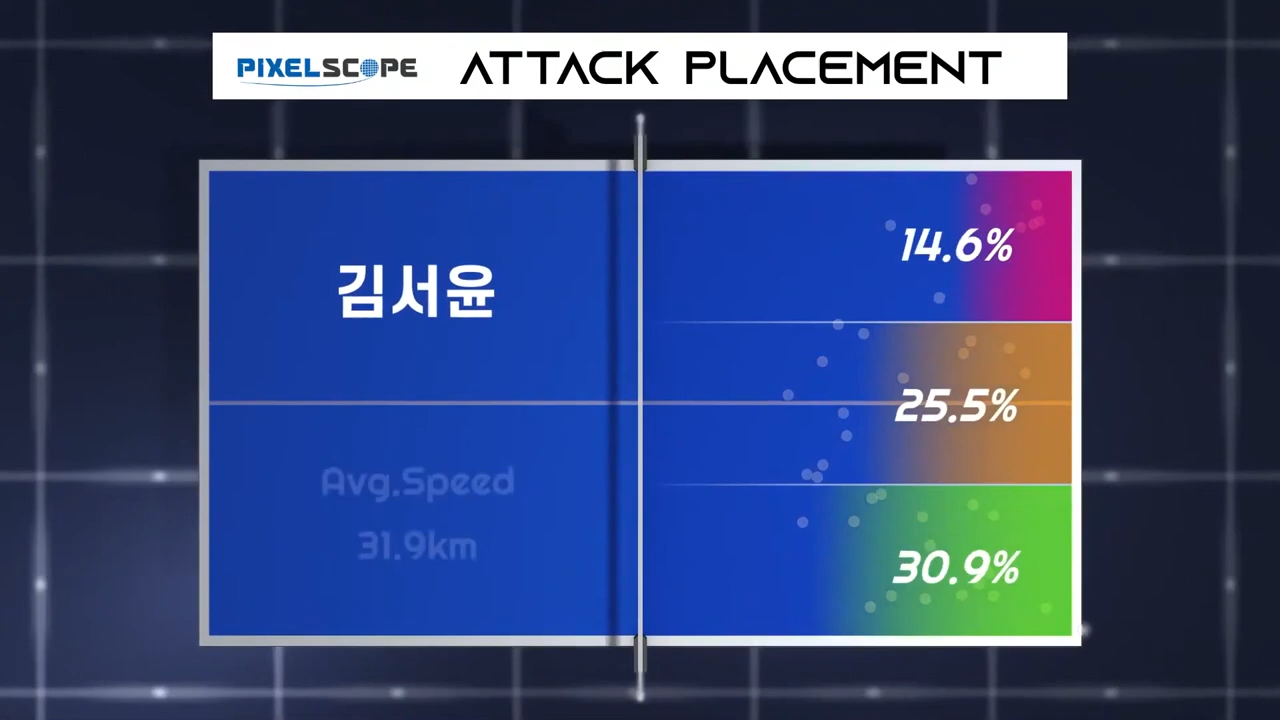 PIXELSCOPE
ATTACK PLACEMENT
김서윤
Avg.Speed
31.9km
14.6%
25.5%
30.9%